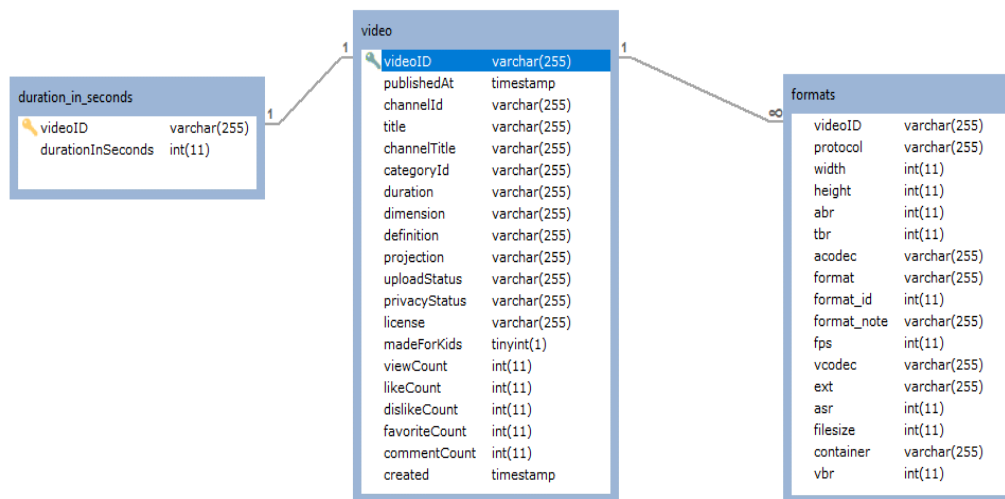 duration_in_seconds
videoID varchar(255)
durationInSeconds int(11)
1
1
video
videoID varchar(255)
publishedAt timestamp
channelId varchar(255)
title varchar(255)
channelTitle varchar(255)
categoryId varchar(255)
duration varchar(255)
dimension varchar(255)
definition varchar(255)
projection varchar(255)
uploadStatus varchar(255)
privacyStatus varchar(255)
license varchar(255)
madeForKids tinyint(1)
viewCount int(11)
likeCount int(11)
dislikeCount int(11)
favoriteCount int(11)
commentCount int(11)
created timestamp
1
∞
formats
videoID varchar(255)
protocol varchar(255)
width int(11)
height int(11)
abr int(11)
tbr int(11)
acodec varchar(255)
format varchar(255)
format_id int(11)
format_note varchar(255)
fps int(11)
vcodec varchar(255)
ext varchar(255)
asr int(11)
filesize int(11)
container varchar(255)
vbr int(11)